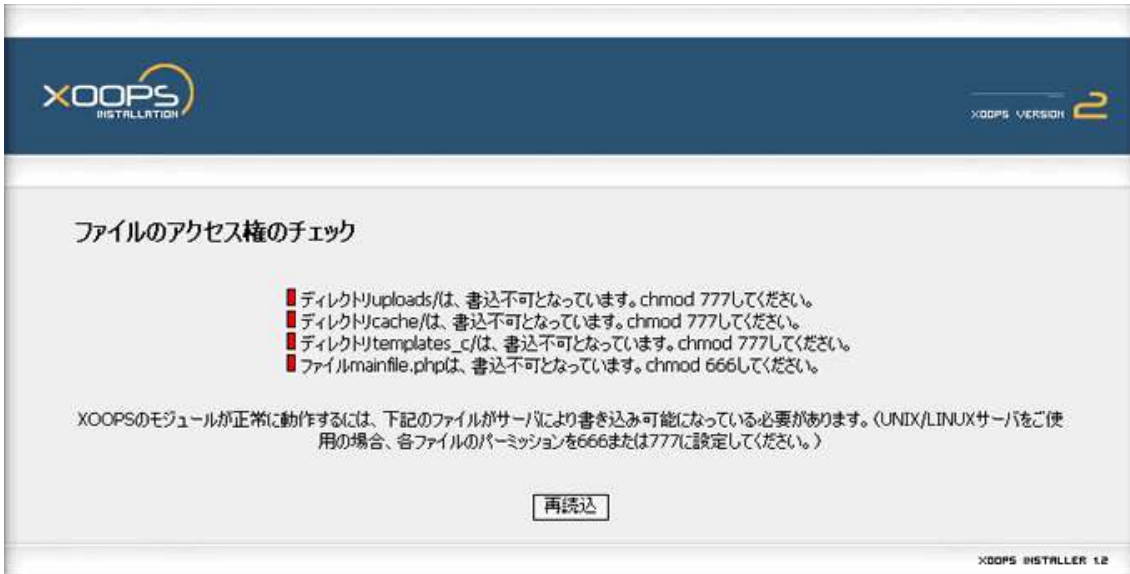 XOOPS
INSTALLATION
XOOPS VERSION 2
ファイルのアクセス権のチェック
ディレクトリuploads/は、書込不可となっています。chmod 777してください。
ディレクトリcache/は、書込不可となっています。chmod 777してください。
ディレクトリtemplates_c/は、書込不可となっています。chmod 777してください。
ファイルmainfile.phpは、書込不可となっています。chmod 666してください。
XOOPSのモジュールが正常に動作するには、下記のファイルがサーバにより書き込み可能になっている必要があります。（UNIX/LINUXサーバをご使
用の場合、各ファイルのパーミッションを666または777に設定してください。）
再読込
XOOPS INSTALLER 1.2